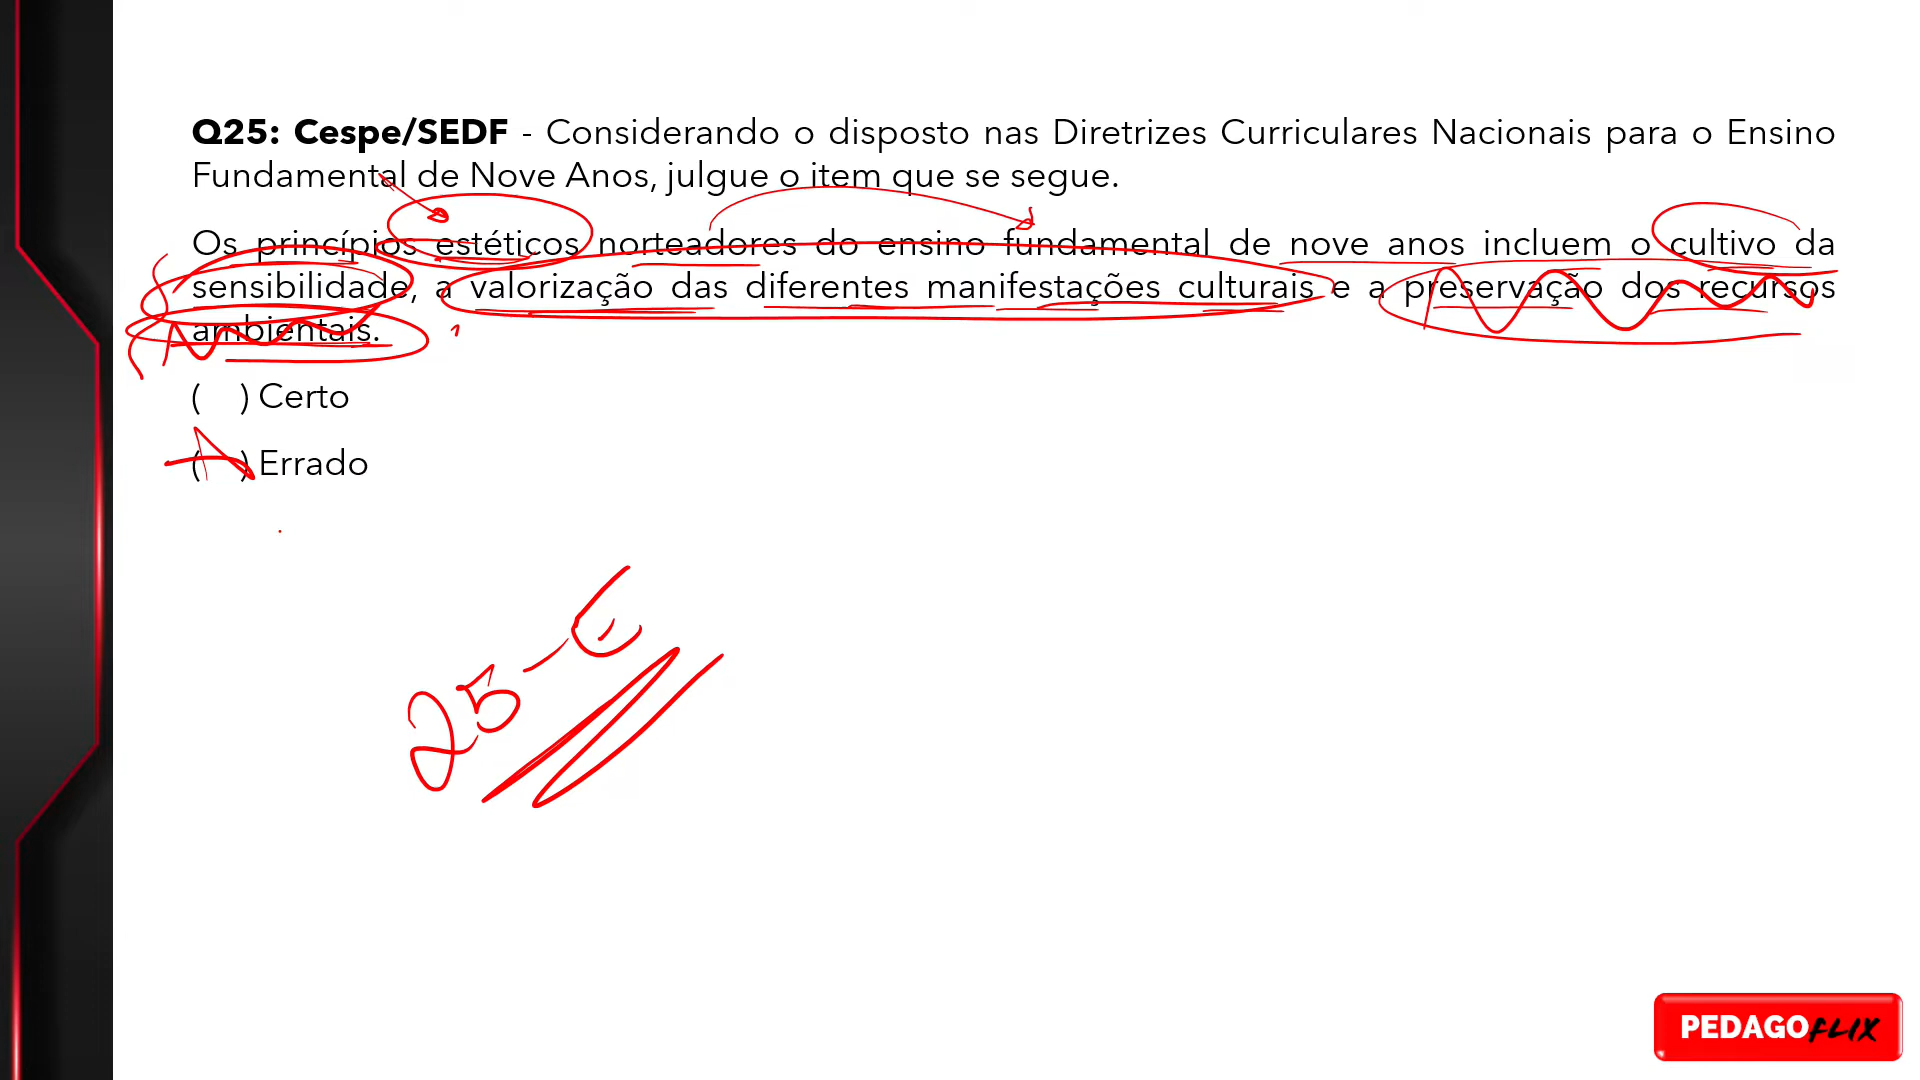 Q25: Cespe/SEDF - Considerando o disposto nas Diretrizes Curriculares Nacionais para o Ensino
Fundamental de Nove Anos, julgue o item que se segue.
Os princípios estéticos norteadores do ensino fundamental de nove anos incluem o cultivo da
sensibilidade, a valorização das diferentes manifestações culturais e a preservação dos recursos
ambientais.
( ) Certo
( ) Errado
25-E
PEDAGOFLIX